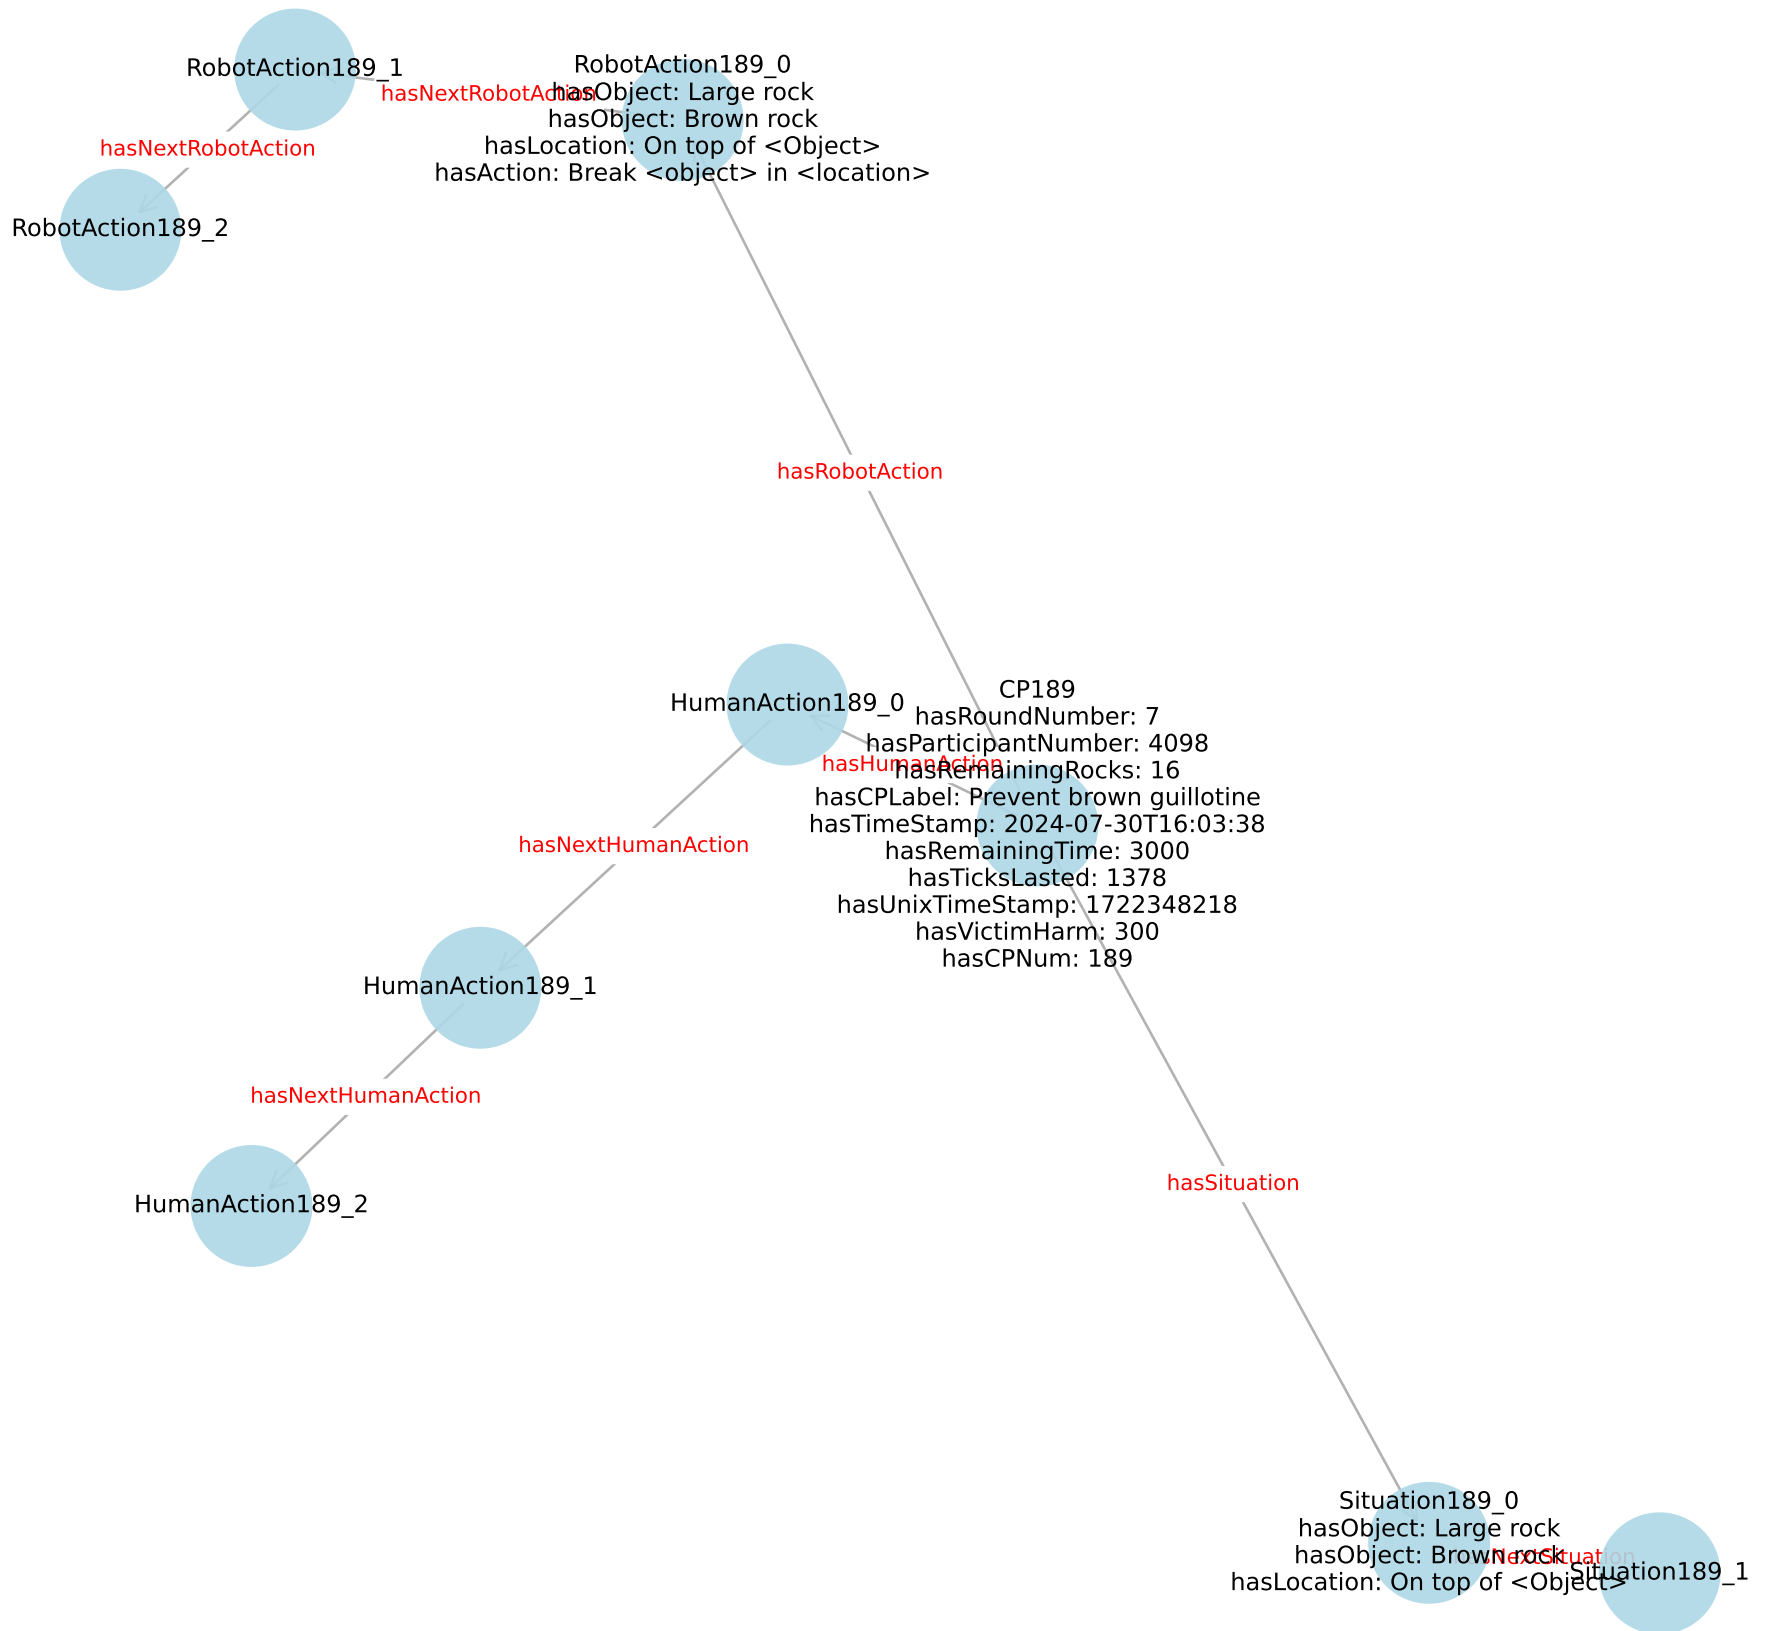 RobotAction189_1
hasNextRobotAction
RobotAction189_0
hasObject: Large rock
hasObject: Brown rock
hasLocation: On top of <Object>
hasAction: Break <object> in <location>
hasNextRobotAction
RobotAction189_2
hasRobotAction
HumanAction189_0
hasHumanAction
CP189
hasRoundNumber: 7
hasParticipantNumber: 4098
hasRemainingRocks: 16
hasCPLabel: Prevent brown guillotine
hasTimeStamp: 2024-07-30T16:03:38
hasRemainingTime: 3000
hasTicksLasted: 1378
hasUnixTimeStamp: 1722348218
hasVictimHarm: 300
hasCPNum: 189
hasNextHumanAction
HumanAction189_1
hasNextHumanAction
HumanAction189_2
hasSituation
Situation189_0
hasObject: Large rock
hasObject: Brown rock
hasLocation: On top of <Object>
Situation189_1